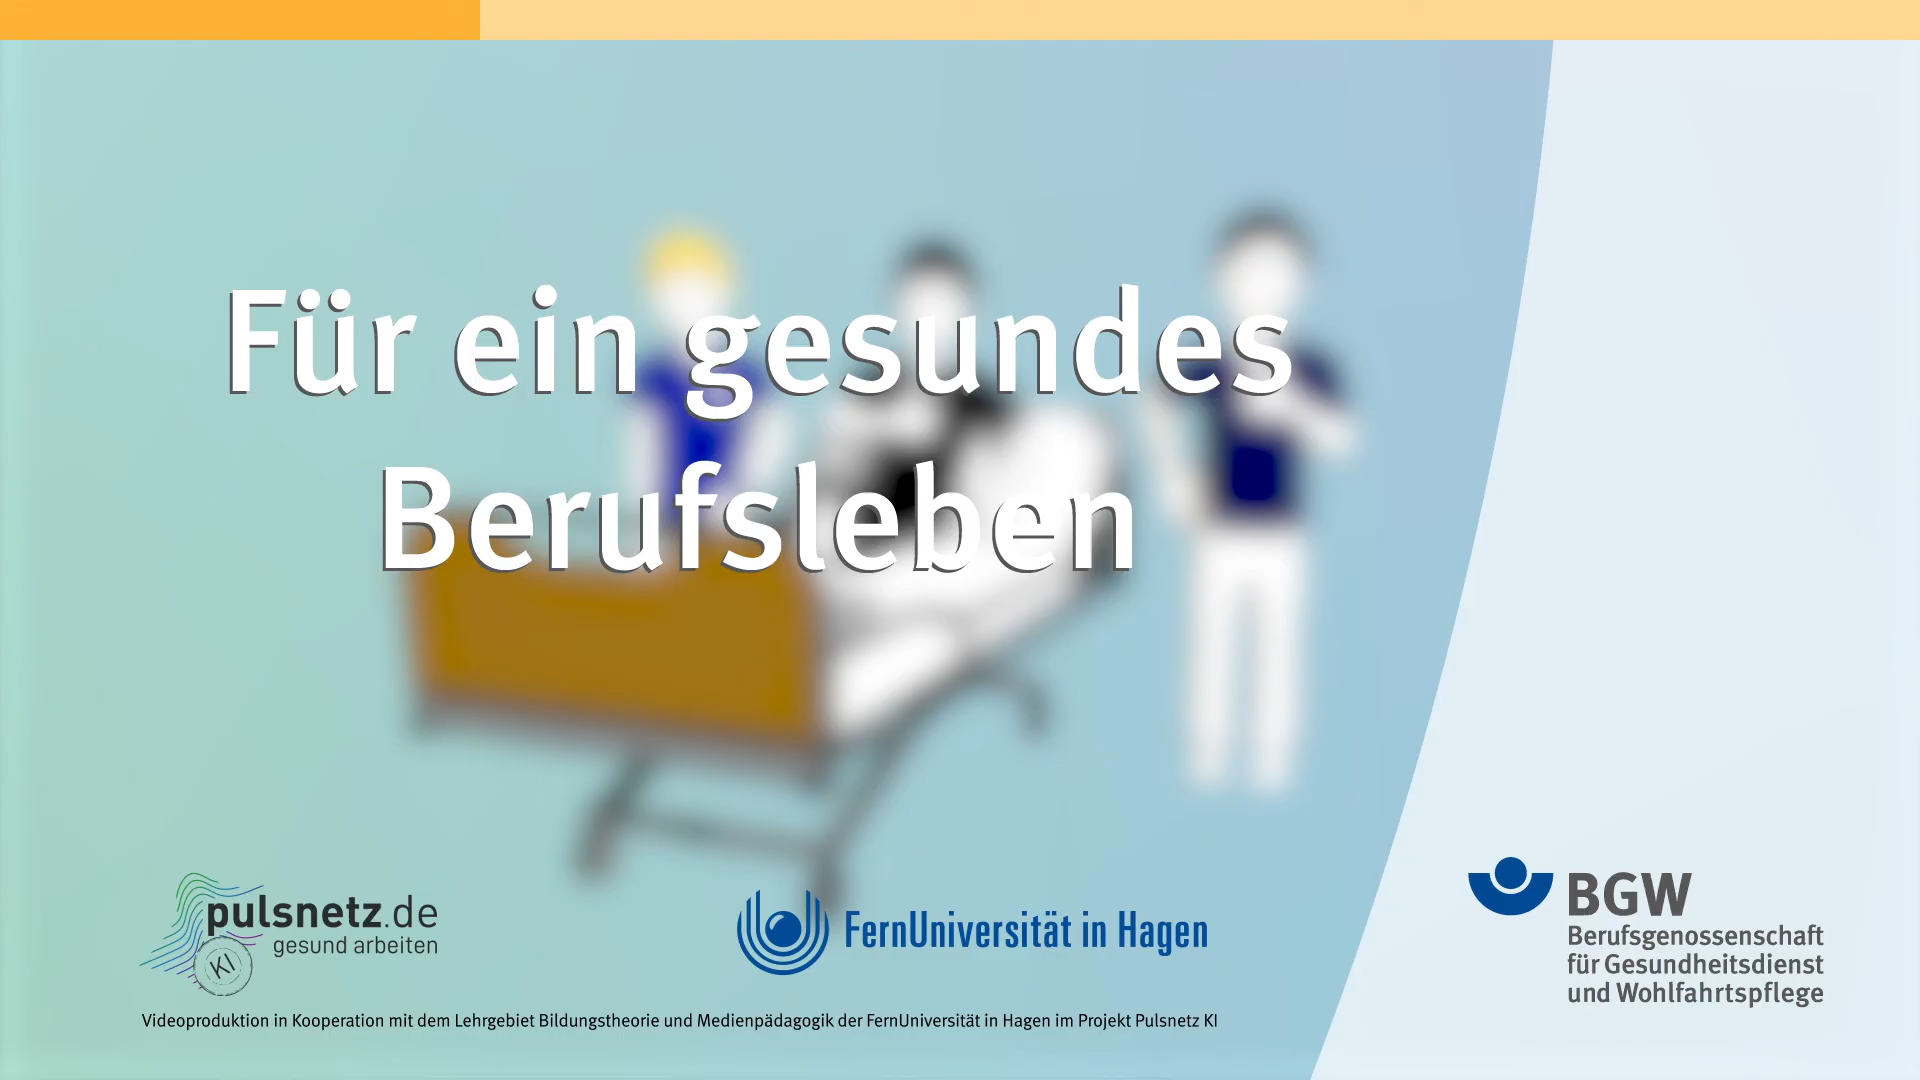 Für ein gesundes
Berufsleben
pulsnetz.de
gesund arbeiten
KI
FernUniversität in Hagen
BGW
Berufsgenossenschaft
für Gesundheitsdienst
und Wohlfahrtspflege
Videoproduktion in Kooperation mit dem Lehrgebiet Bildungstheorie und Medienpädagogik der FernUniversität in Hagen im Projekt Pulsnetz KI